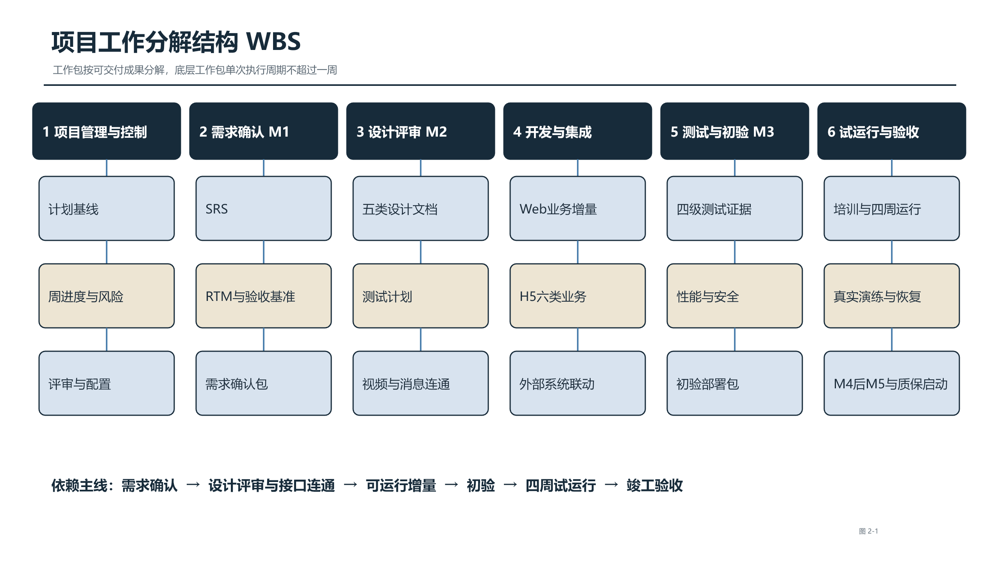 项目工作分解结构 WBS
工作包按可交付成果分解，底层工作包单次执行周期不超过一周
1 项目管理与控制
2 需求确认 M1
3 设计评审 M2
4 开发与集成
5 测试与初验 M3
6 试运行与验收
计划基线
SRS
五类设计文档
Web业务增量
四级测试证据
培训与四周运行
周进度与风险
RTM与验收基准
测试计划
H5六类业务
性能与安全
真实演练与恢复
评审与配置
需求确认包
视频与消息连通
外部系统联动
初验部署包
M4后M5与质保启动
依赖主线：需求确认 → 设计评审与接口连通 → 可运行增量 → 初验 → 四周试运行 → 竣工验收
图 2-1